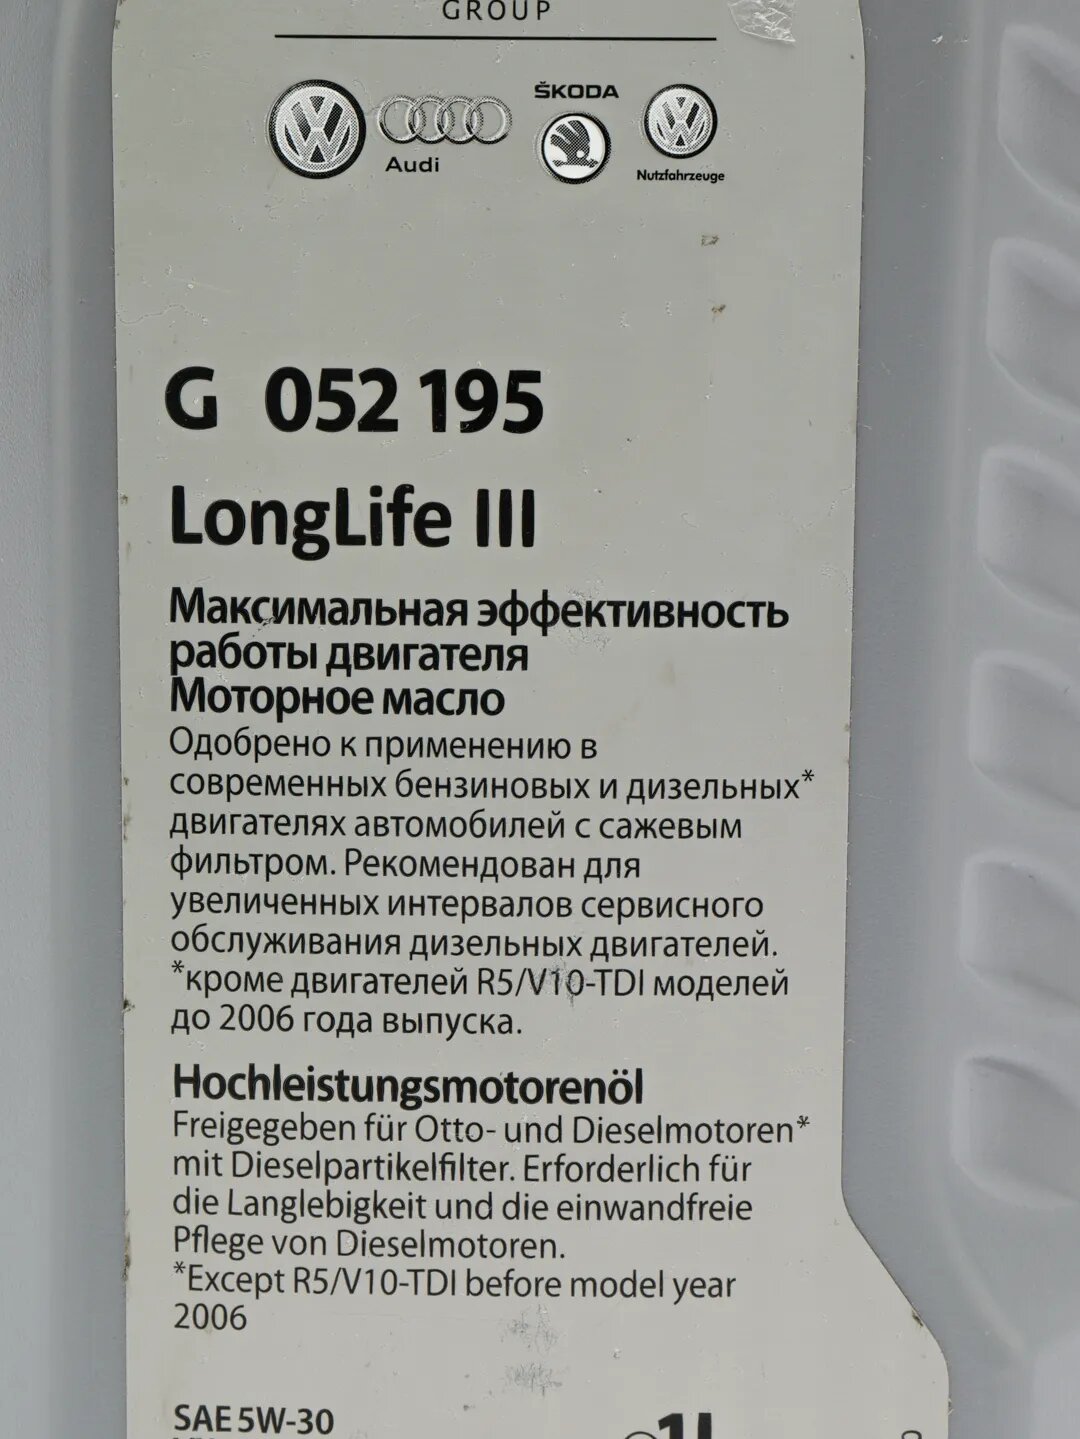 GROUP
ŠKODA
Audi
Nutzfahrzeuge
G 052 195
LongLife III
Максимальная эффективность
работы двигателя
Моторное масло
Одобрено к применению в
современных бензиновых и дизельных*
двигателях автомобилей с сажевым
фильтром. Рекомендован для
увеличенных интервалов сервисного
обслуживания дизельных двигателей.
*кроме двигателей R5/V10-TDI моделей
до 2006 года выпуска.
Hochleistungsmotorenöl
Freigegeben für Otto- und Dieselmotoren*
mit Dieselpartikelfilter. Erforderlich für
die Langlebigkeit und die einwandfreie
Pflege von Dieselmotoren.
*Except R5/V10-TDI before model year
2006
SAE 5W-30